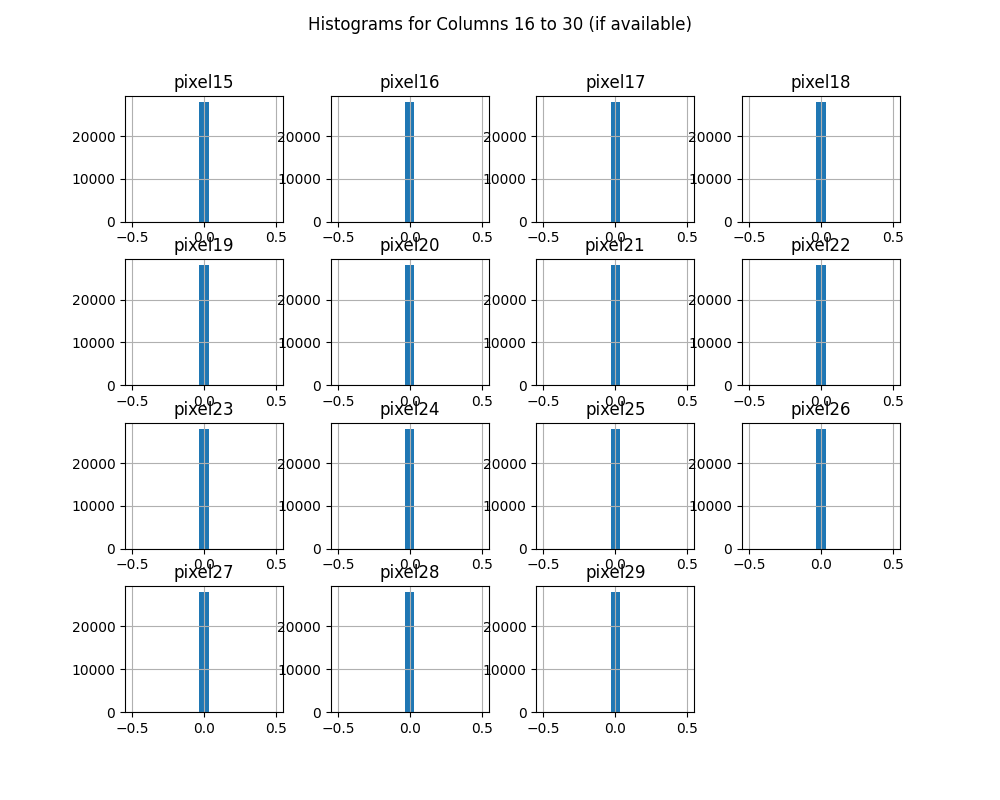 Histograms for Columns 16 to 30 (if available)
pixel15 pixel16 pixel17 pixel18
20000 20000 20000 20000
10000 10000 10000 10000
0 0 0 0
−0.5 0.0 0.5 −0.5 0.0 0.5 −0.5 0.0 0.5 −0.5 0.0 0.5
pixel19 pixel20 pixel21 pixel22
20000 20000 20000 20000
10000 10000 10000 10000
0 0 0 0
−0.5 0.0 0.5 −0.5 0.0 0.5 −0.5 0.0 0.5 −0.5 0.0 0.5
pixel23 pixel24 pixel25 pixel26
20000 20000 20000 20000
10000 10000 10000 10000
0 0 0 0
−0.5 0.0 0.5 −0.5 0.0 0.5 −0.5 0.0 0.5 −0.5 0.0 0.5
pixel27 pixel28 pixel29
20000 20000 20000
10000 10000 10000
0 0 0
−0.5 0.0 0.5 −0.5 0.0 0.5 −0.5 0.0 0.5